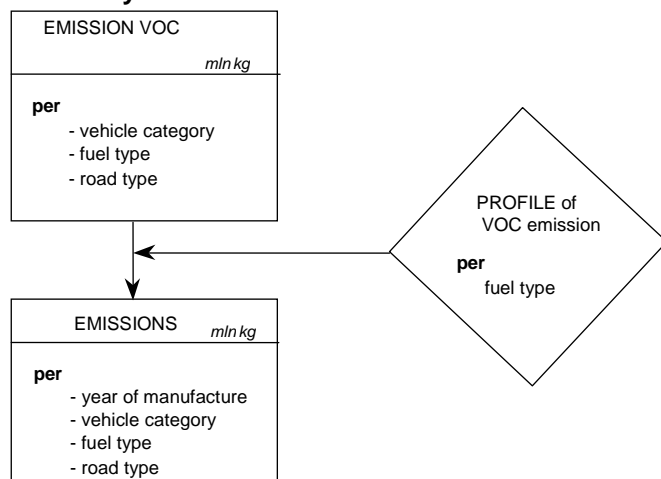 EMISSION VOC
mln kg
per
- vehicle category
- fuel type
- road type
PROFILE of
VOC emission
per
fuel type
EMISSIONS
mln kg
per
- year of manufacture
- vehicle category
- fuel type
- road type